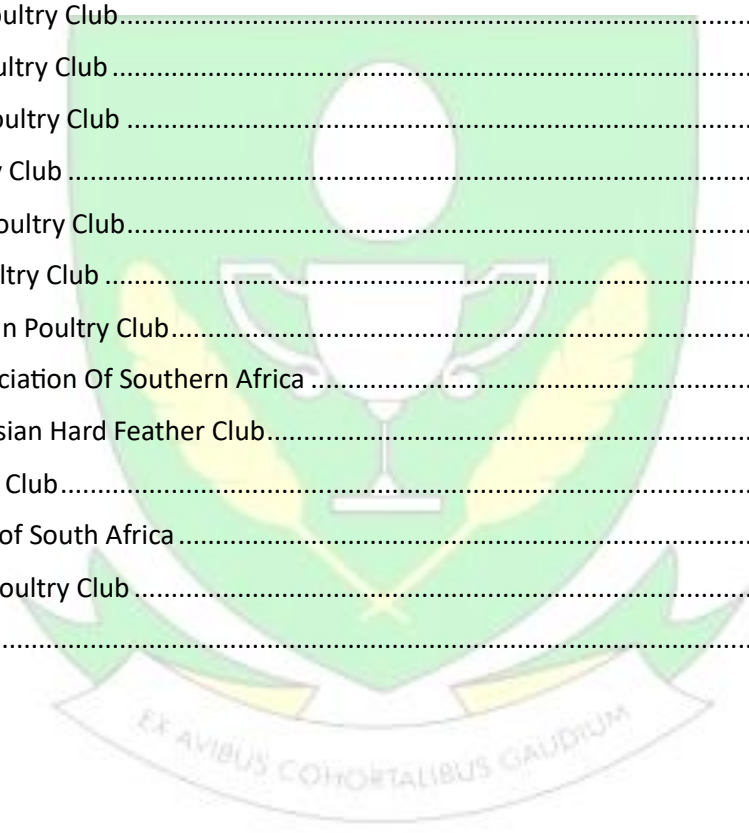 oultry Club......................................................................................
ultry Club.......................................................................................
oultry Club......................................................................................
y Club.............................................................................................
oultry Club.....................................................................................
ltry Club.........................................................................................
n Poultry Club...............................................................................
ciation Of Southern Africa...........................................................
sian Hard Feather Club.................................................................
Club..............................................................................................
of South Africa..............................................................................
oultry Club....................................................................................
.......................................................................................................
EX AVIBUS COHORTALIBUS GAUDIUM